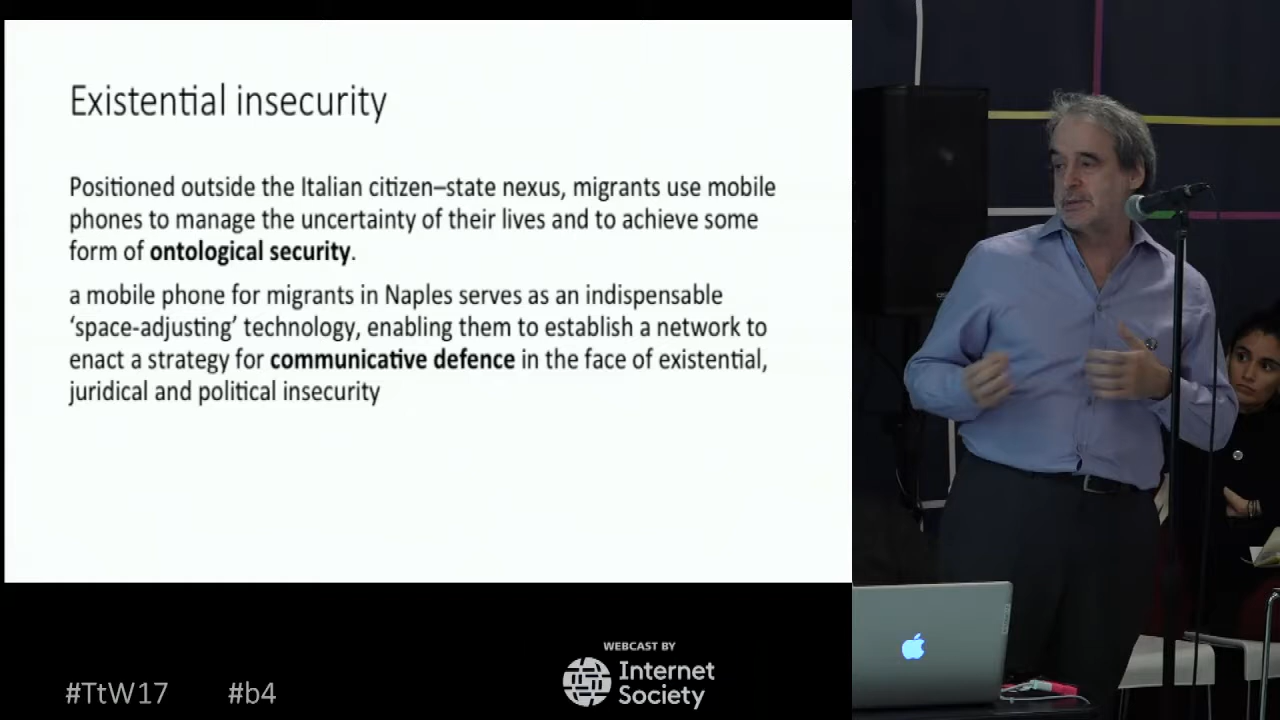 Existential insecurity
Positioned outside the Italian citizen–state nexus, migrants use mobile
phones to manage the uncertainty of their lives and to achieve some
form of ontological security.
a mobile phone for migrants in Naples serves as an indispensable
‘space-adjusting’ technology, enabling them to establish a network to
enact a strategy for communicative defence in the face of existential,
juridical and political insecurity
WEBCAST BY
Internet
Society
#TtW17 #b4